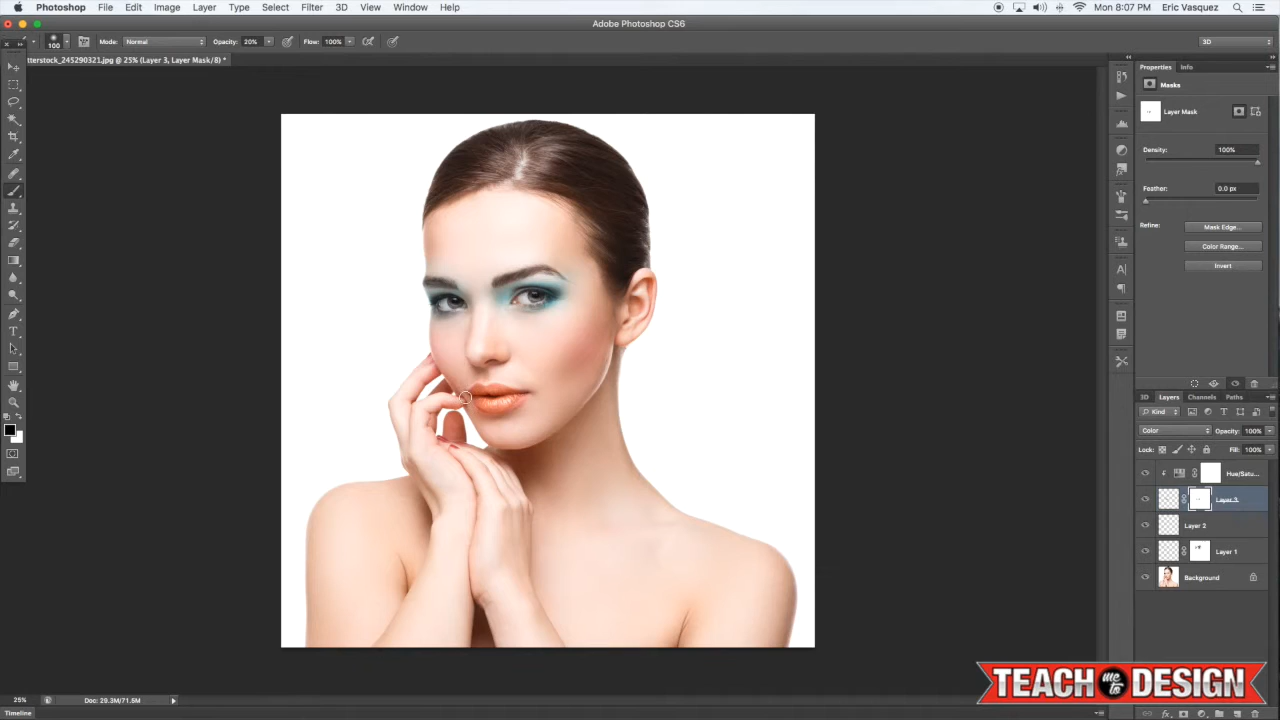 Photoshop File Edit Image Layer Type Select Filter 3D View Window Help Mon 8:07 PM Eric Vasquez
Adobe Photoshop CS6
100 Mode: Normal Opacity: 20% Flow: 100% 3D
tterstock_245290321.jpg @ 25% (Layer 3, Layer Mask/8) *
Properties Info
Masks
Layer Mask
Density: 100%
Feather: 0.0 px
Refine: Mask Edge...
Color Range...
Invert
3D Layers Channels Paths
Kind
Color Opacity: 100%
Lock: Fill: 100%
Hue/Satu...
Layer 3
Layer 2
Layer 1
Background
25% Doc: 29.3M/71.5M
Timeline
TEACH me to DESIGN